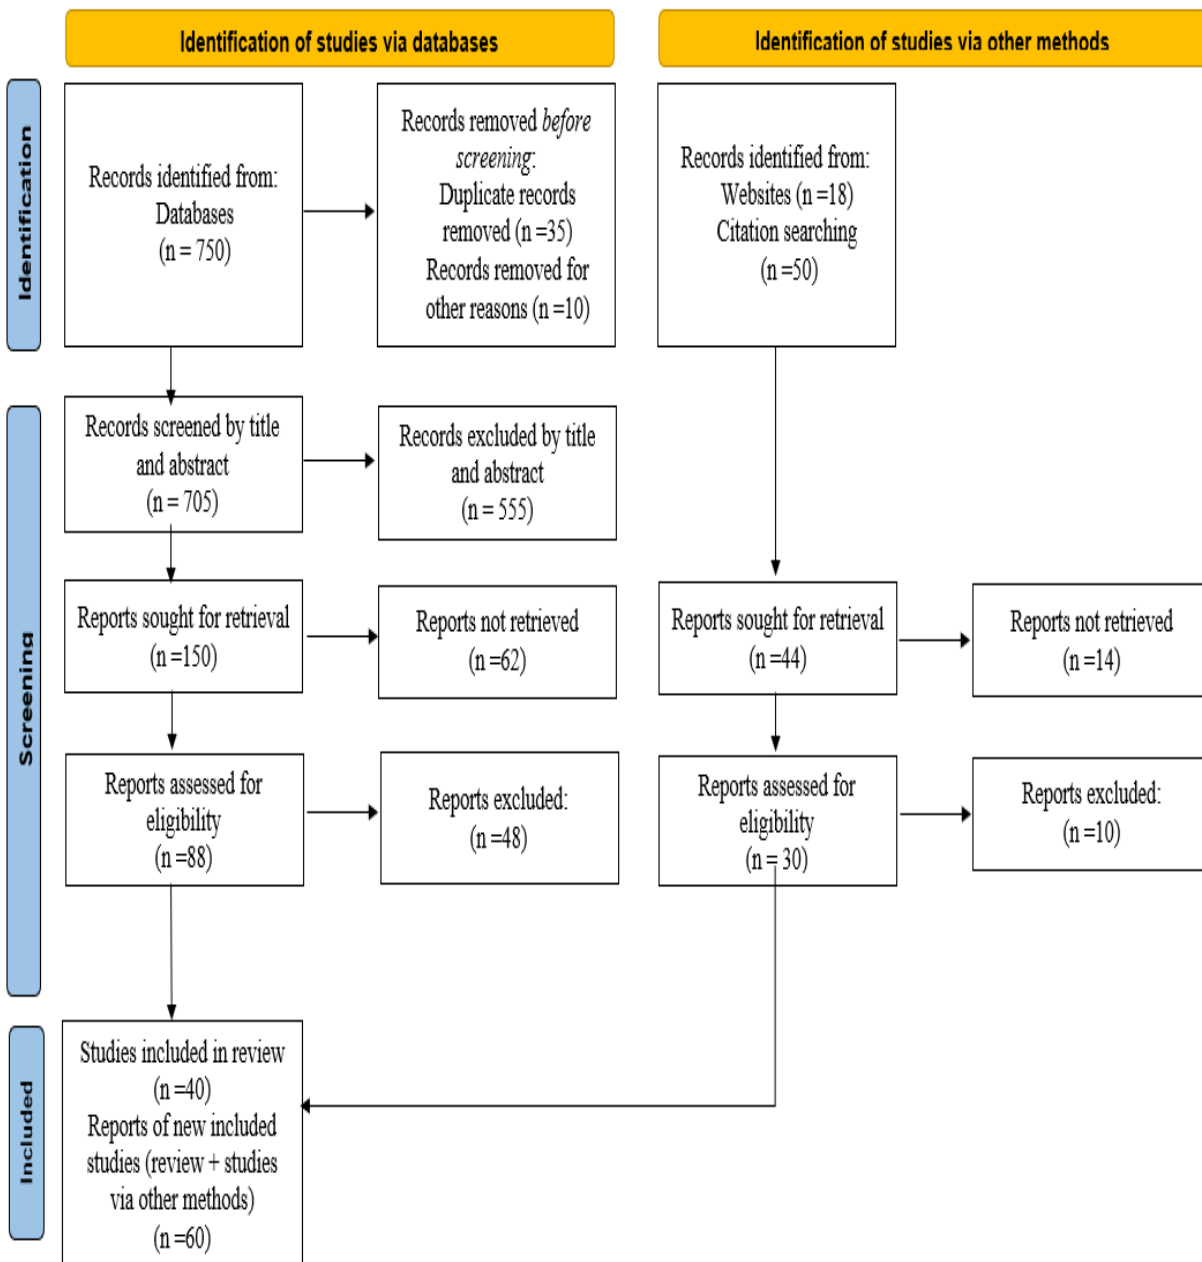 Identification of studies via databases
Identification of studies via other methods
Identification
Records identified from:
Databases
(n = 750)
Records removed before
screening:
Duplicate records
removed (n =35)
Records removed for
other reasons (n =10)
Records identified from:
Websites (n =18)
Citation searching
(n =50)
Screening
Records screened by title
and abstract
(n = 705)
Records excluded by title
and abstract
(n = 555)
Reports sought for retrieval
(n =150)
Reports not retrieved
(n =62)
Reports sought for retrieval
(n =44)
Reports not retrieved
(n =14)
Reports assessed for
eligibility
(n =88)
Reports excluded:
(n =48)
Reports assessed for
eligibility
(n = 30)
Reports excluded:
(n =10)
Included
Studies included in review
(n =40)
Reports of new included
studies (review + studies
via other methods)
(n =60)